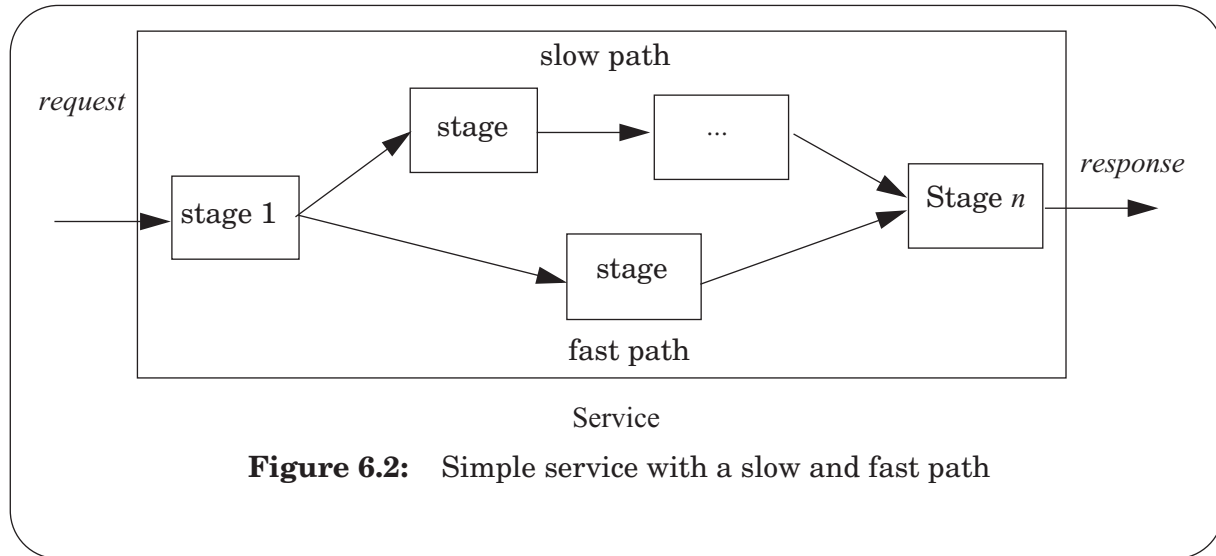 slow path
request
stage
...
response
stage 1
Stage n
stage
fast path
Service
Figure 6.2: Simple service with a slow and fast path